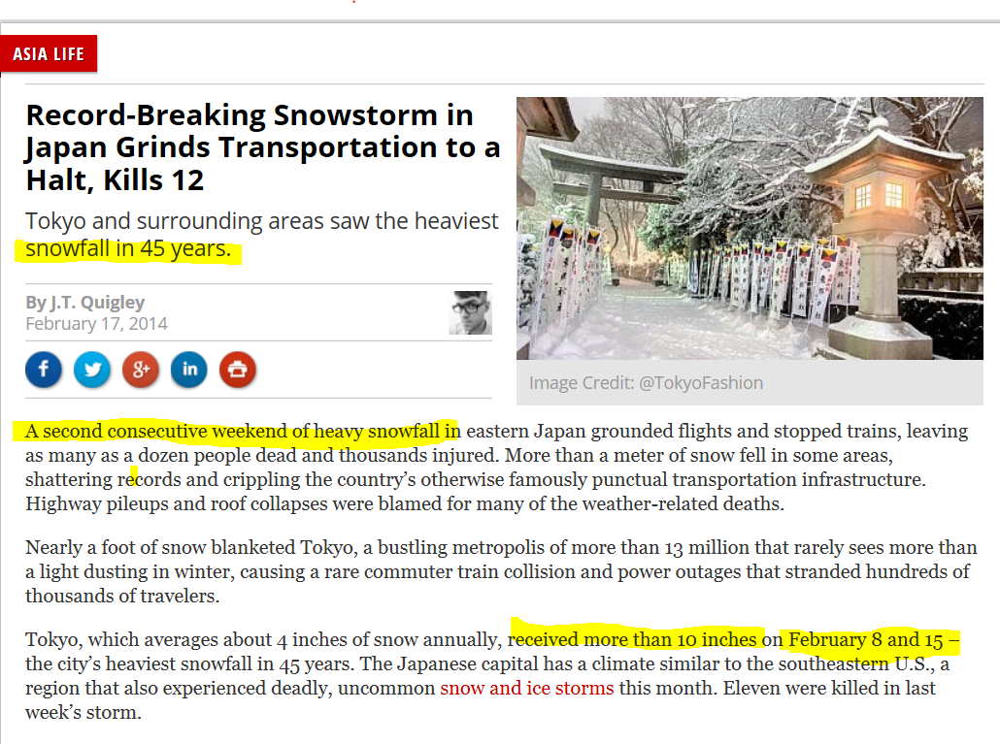 ASIA LIFE
Record-Breaking Snowstorm in
Japan Grinds Transportation to a
Halt, Kills 12
Tokyo and surrounding areas saw the heaviest
snowfall in 45 years.
By J.T. Quigley
February 17, 2014
f
g+
in
Image Credit: @TokyoFashion
A second consecutive weekend of heavy snowfall in eastern Japan grounded flights and stopped trains, leaving
as many as a dozen people dead and thousands injured. More than a meter of snow fell in some areas,
shattering records and crippling the country's otherwise famously punctual transportation infrastructure.
Highway pileups and roof collapses were blamed for many of the weather-related deaths.
Nearly a foot of snow blanketed Tokyo, a bustling metropolis of more than 13 million that rarely sees more than
a light dusting in winter, causing a rare commuter train collision and power outages that stranded hundreds of
thousands of travelers.
Tokyo, which averages about 4 inches of snow annually, received more than 10 inches on February 8 and 15 –
the city's heaviest snowfall in 45 years. The Japanese capital has a climate similar to the southeastern U.S., a
region that also experienced deadly, uncommon snow and ice storms this month. Eleven were killed in last
week's storm.